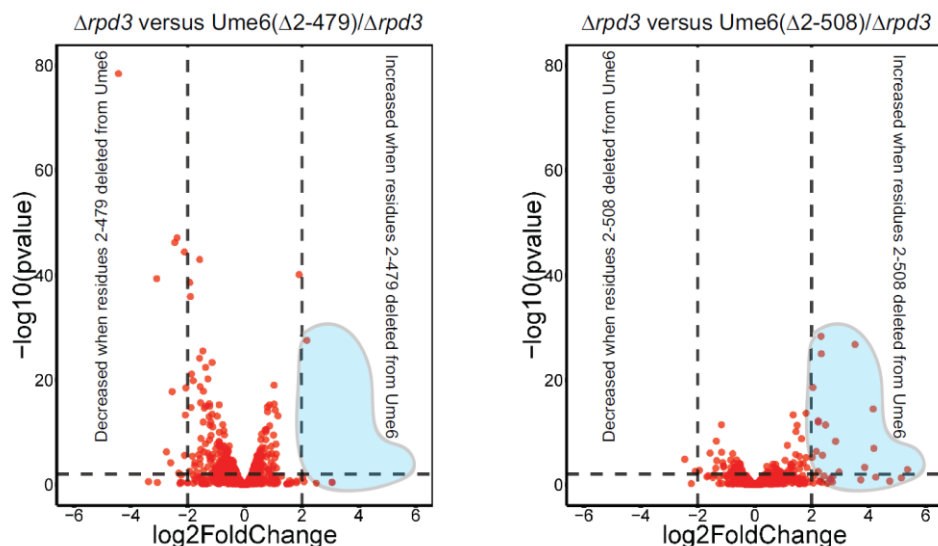 Δrpd3 versus Ume6(Δ2-479)/Δrpd3
80
60
40
20
0
−log10(pvalue)
Decreased when residues 2-479 deleted from Ume6
Increased when residues 2-479 deleted from Ume6
−6 −4 −2 0 2 4 6
log2FoldChange
Δrpd3 versus Ume6(Δ2-508)/Δrpd3
80
60
40
20
0
−log10(pvalue)
Decreased when residues 2-508 deleted from Ume6
Increased when residues 2-508 deleted from Ume6
−6 −4 −2 0 2 4 6
log2FoldChange